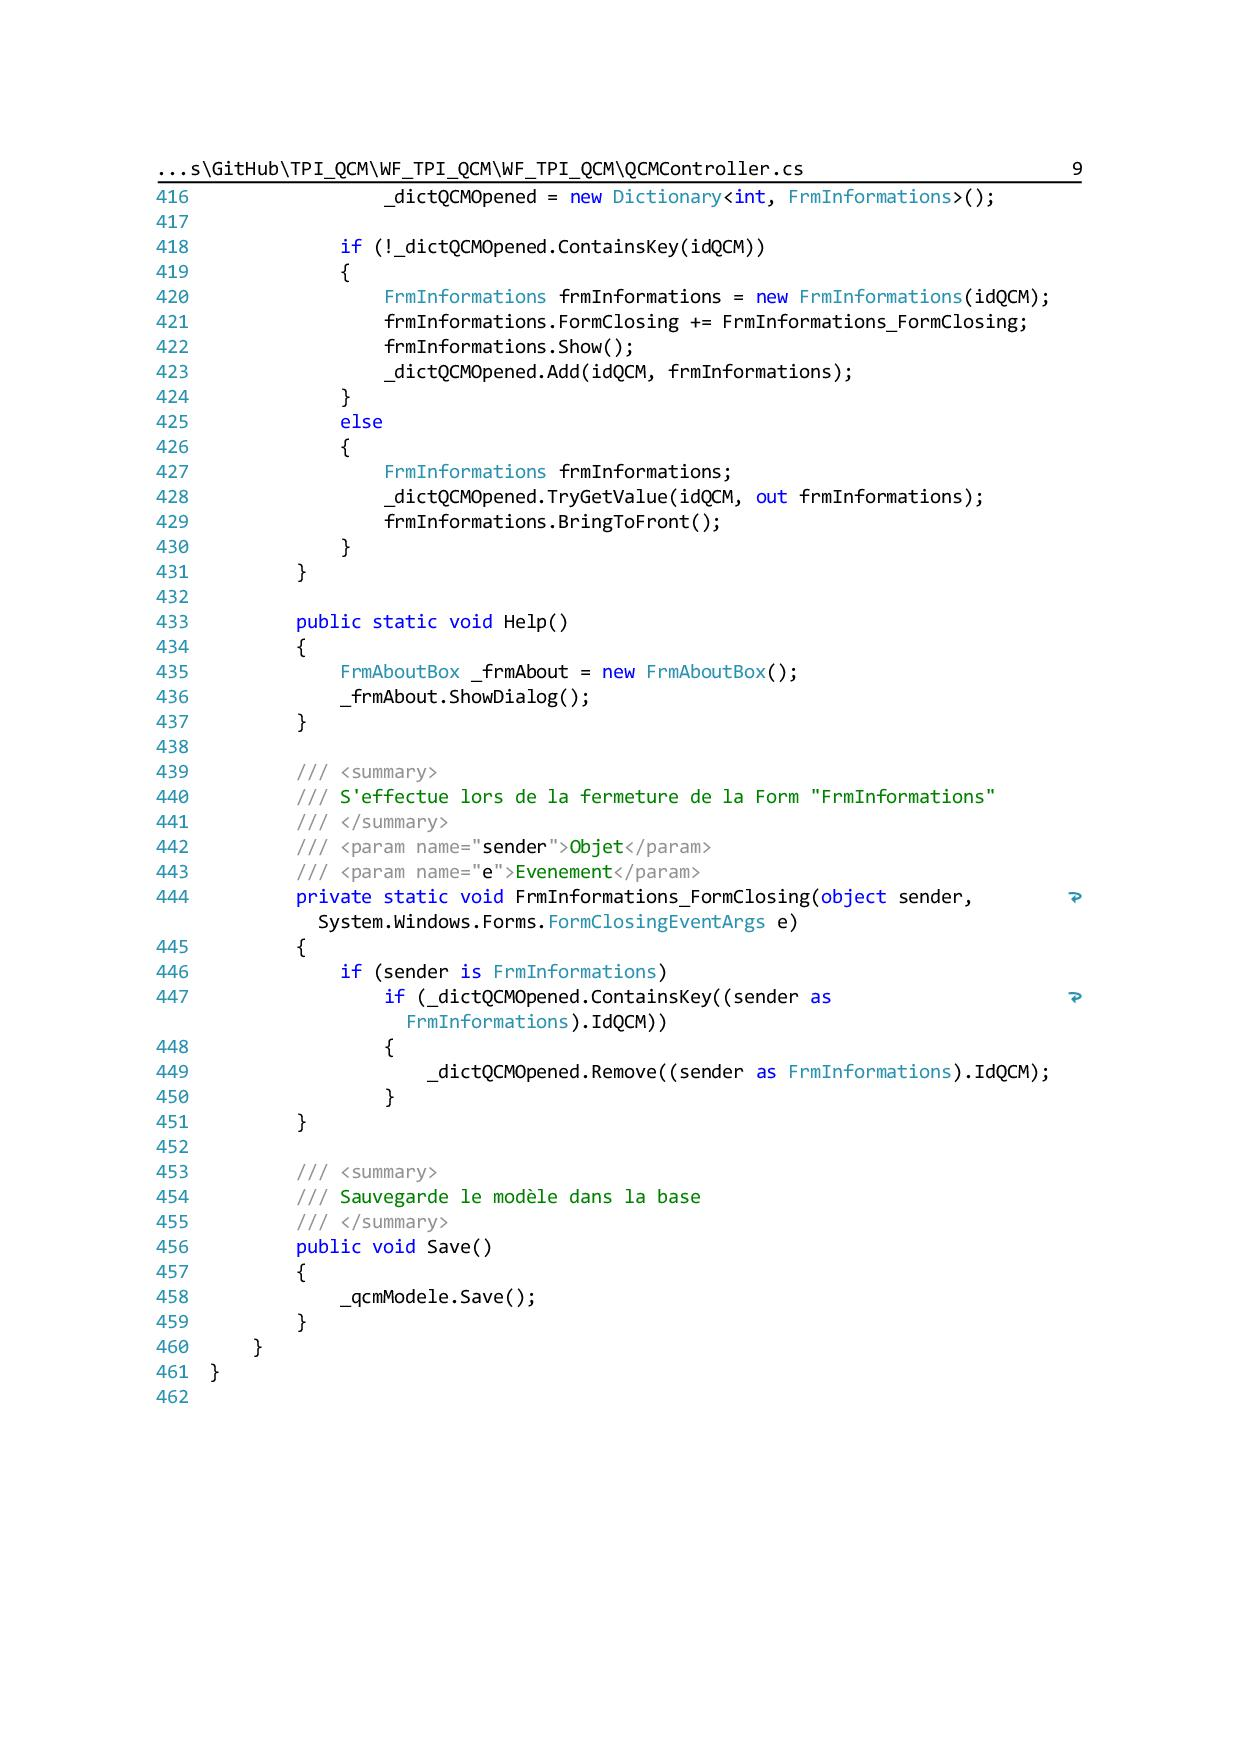 ...s\GitHub\TPI_QCM\WF_TPI_QCM\WF_TPI_QCM\QCMController.cs 9
416 _dictQCMOpened = new Dictionary<int, FrmInformations>();
417
418 if (!_dictQCMOpened.ContainsKey(idQCM))
419 {
420 FrmInformations frmInformations = new FrmInformations(idQCM);
421 frmInformations.FormClosing += FrmInformations_FormClosing;
422 frmInformations.Show();
423 _dictQCMOpened.Add(idQCM, frmInformations);
424 }
425 else
426 {
427 FrmInformations frmInformations;
428 _dictQCMOpened.TryGetValue(idQCM, out frmInformations);
429 frmInformations.BringToFront();
430 }
431 }
432
433 public static void Help()
434 {
435 FrmAboutBox _frmAbout = new FrmAboutBox();
436 _frmAbout.ShowDialog();
437 }
438
439 /// <summary>
440 /// S'effectue lors de la fermeture de la Form "FrmInformations"
441 /// </summary>
442 /// <param name="sender">Objet</param>
443 /// <param name="e">Evenement</param>
444 private static void FrmInformations_FormClosing(object sender,
System.Windows.Forms.FormClosingEventArgs e)
445 {
446 if (sender is FrmInformations)
447 if (_dictQCMOpened.ContainsKey((sender as
FrmInformations).IdQCM))
448 {
449 _dictQCMOpened.Remove((sender as FrmInformations).IdQCM);
450 }
451 }
452
453 /// <summary>
454 /// Sauvegarde le modèle dans la base
455 /// </summary>
456 public void Save()
457 {
458 _qcmModele.Save();
459 }
460 }
461 }
462